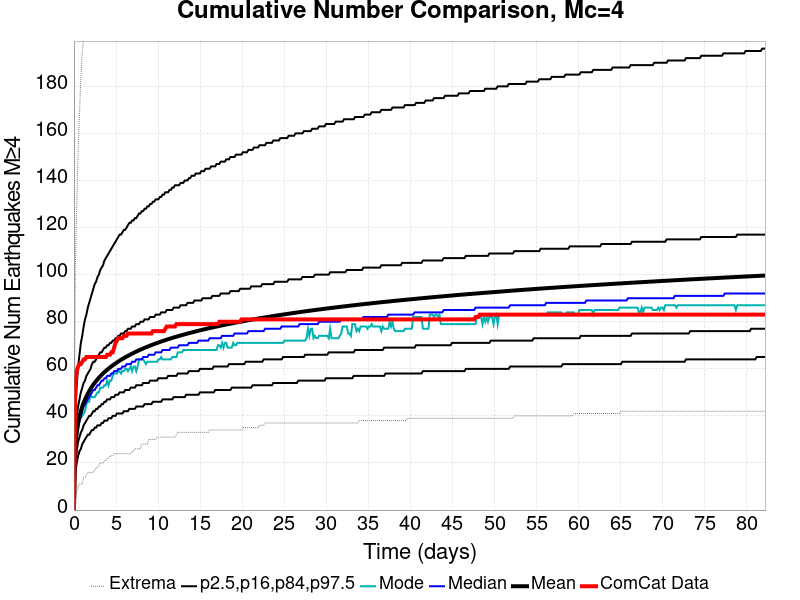 Cumulative Number Comparison, Mc=4
Cumulative Num Earthquakes M≥4
180
160
140
120
100
80
60
40
20
0
0 5 10 15 20 25 30 35 40 45 50 55 60 65 70 75 80
Time (days)
Extrema p2.5,p16,p84,p97.5 Mode Median Mean ComCat Data